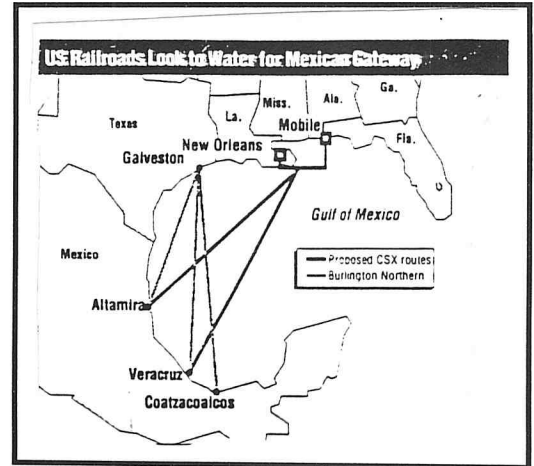 US Railroads Look to Water for Mexican Gateway
Ga.
Miss.
Ala.
La.
Texas
Mobile
New Orleans
Fla.
Galveston
Gulf of Mexico
Mexico
Proposed CSX routes
Burlington Northern
Altamira
Veracruz
Coatzacoalcos